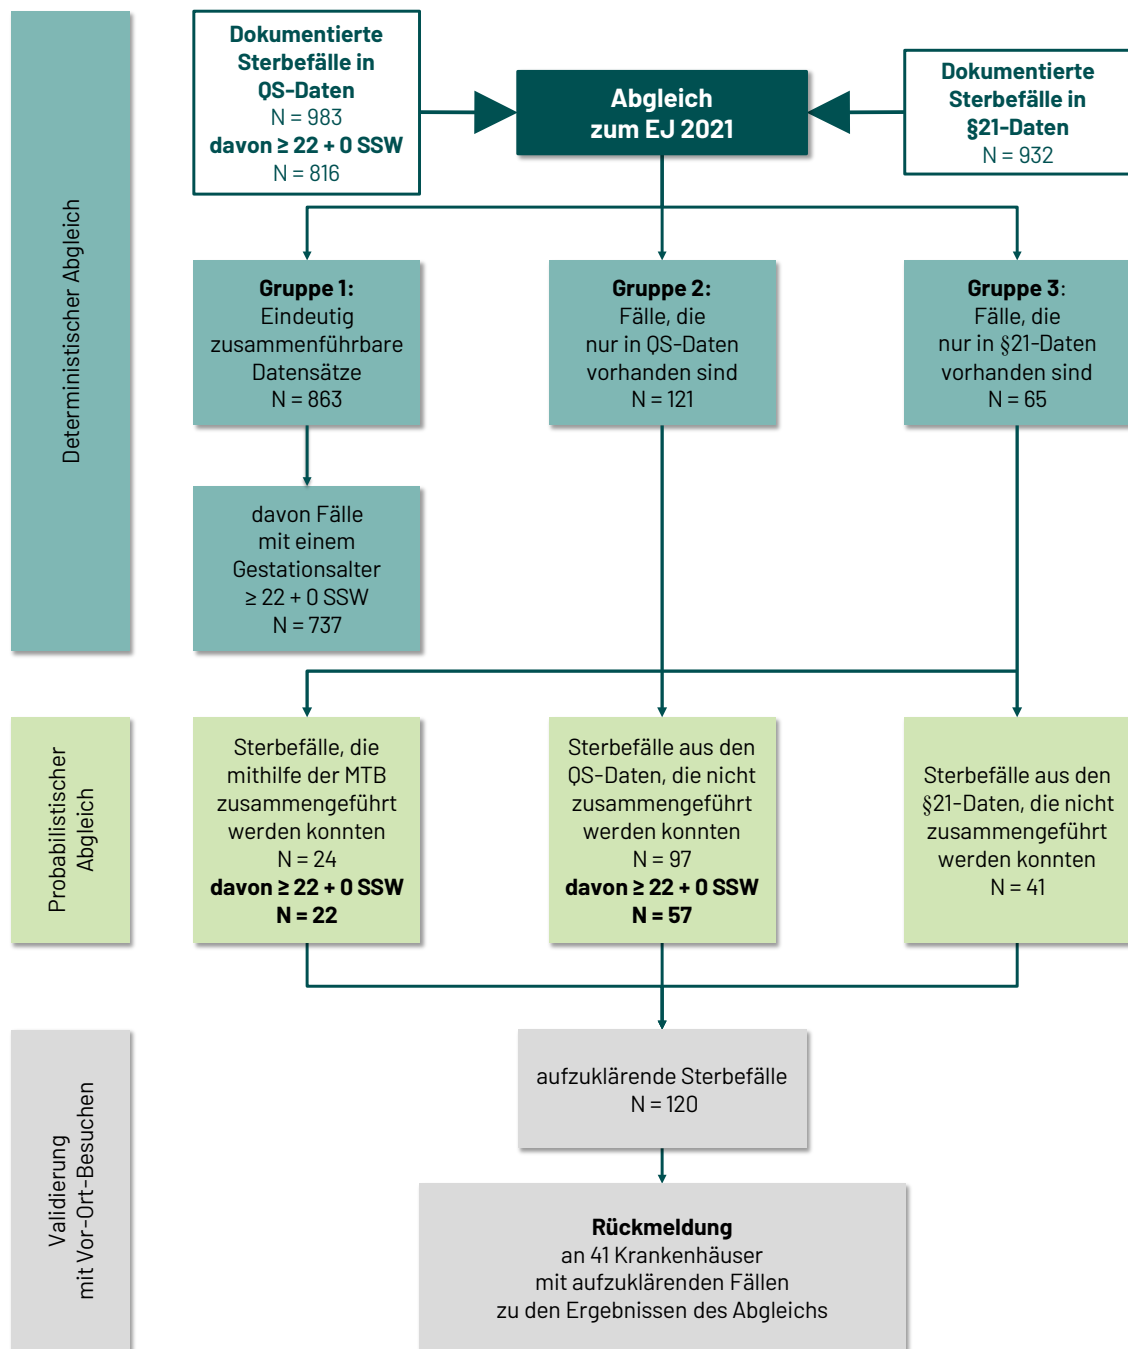 Deterministischer Abgleich
Dokumentierte
Sterbefälle in
QS-Daten
N = 983
davon ≥ 22 + 0 SSW
N = 816
Abgleich
zum EJ 2021
Dokumentierte
Sterbefälle in
§21-Daten
N = 932
Gruppe 1:
Eindeutig
zusammenführbare
Datensätze
N = 863
Gruppe 2:
Fälle, die
nur in QS-Daten
vorhanden sind
N = 121
Gruppe 3:
Fälle, die
nur in §21-Daten
vorhanden sind
N = 65
davon Fälle
mit einem
Gestationsalter
≥ 22 + 0 SSW
N = 737
Probabilistischer
Abgleich
Sterbefälle, die
mithilfe der MTB
zusammengeführt
werden konnten
N = 24
davon ≥ 22 + 0 SSW
N = 22
Sterbefälle aus den
QS-Daten, die nicht
zusammengeführt
werden konnten
N = 97
davon ≥ 22 + 0 SSW
N = 57
Sterbefälle aus den
§21-Daten, die nicht
zusammengeführt
werden konnten
N = 41
Validierung
mit Vor-Ort-Besuchen
aufzuklärende Sterbefälle
N = 120
Rückmeldung
an 41 Krankenhäuser
mit aufzuklärenden Fällen
zu den Ergebnissen des Abgleichs